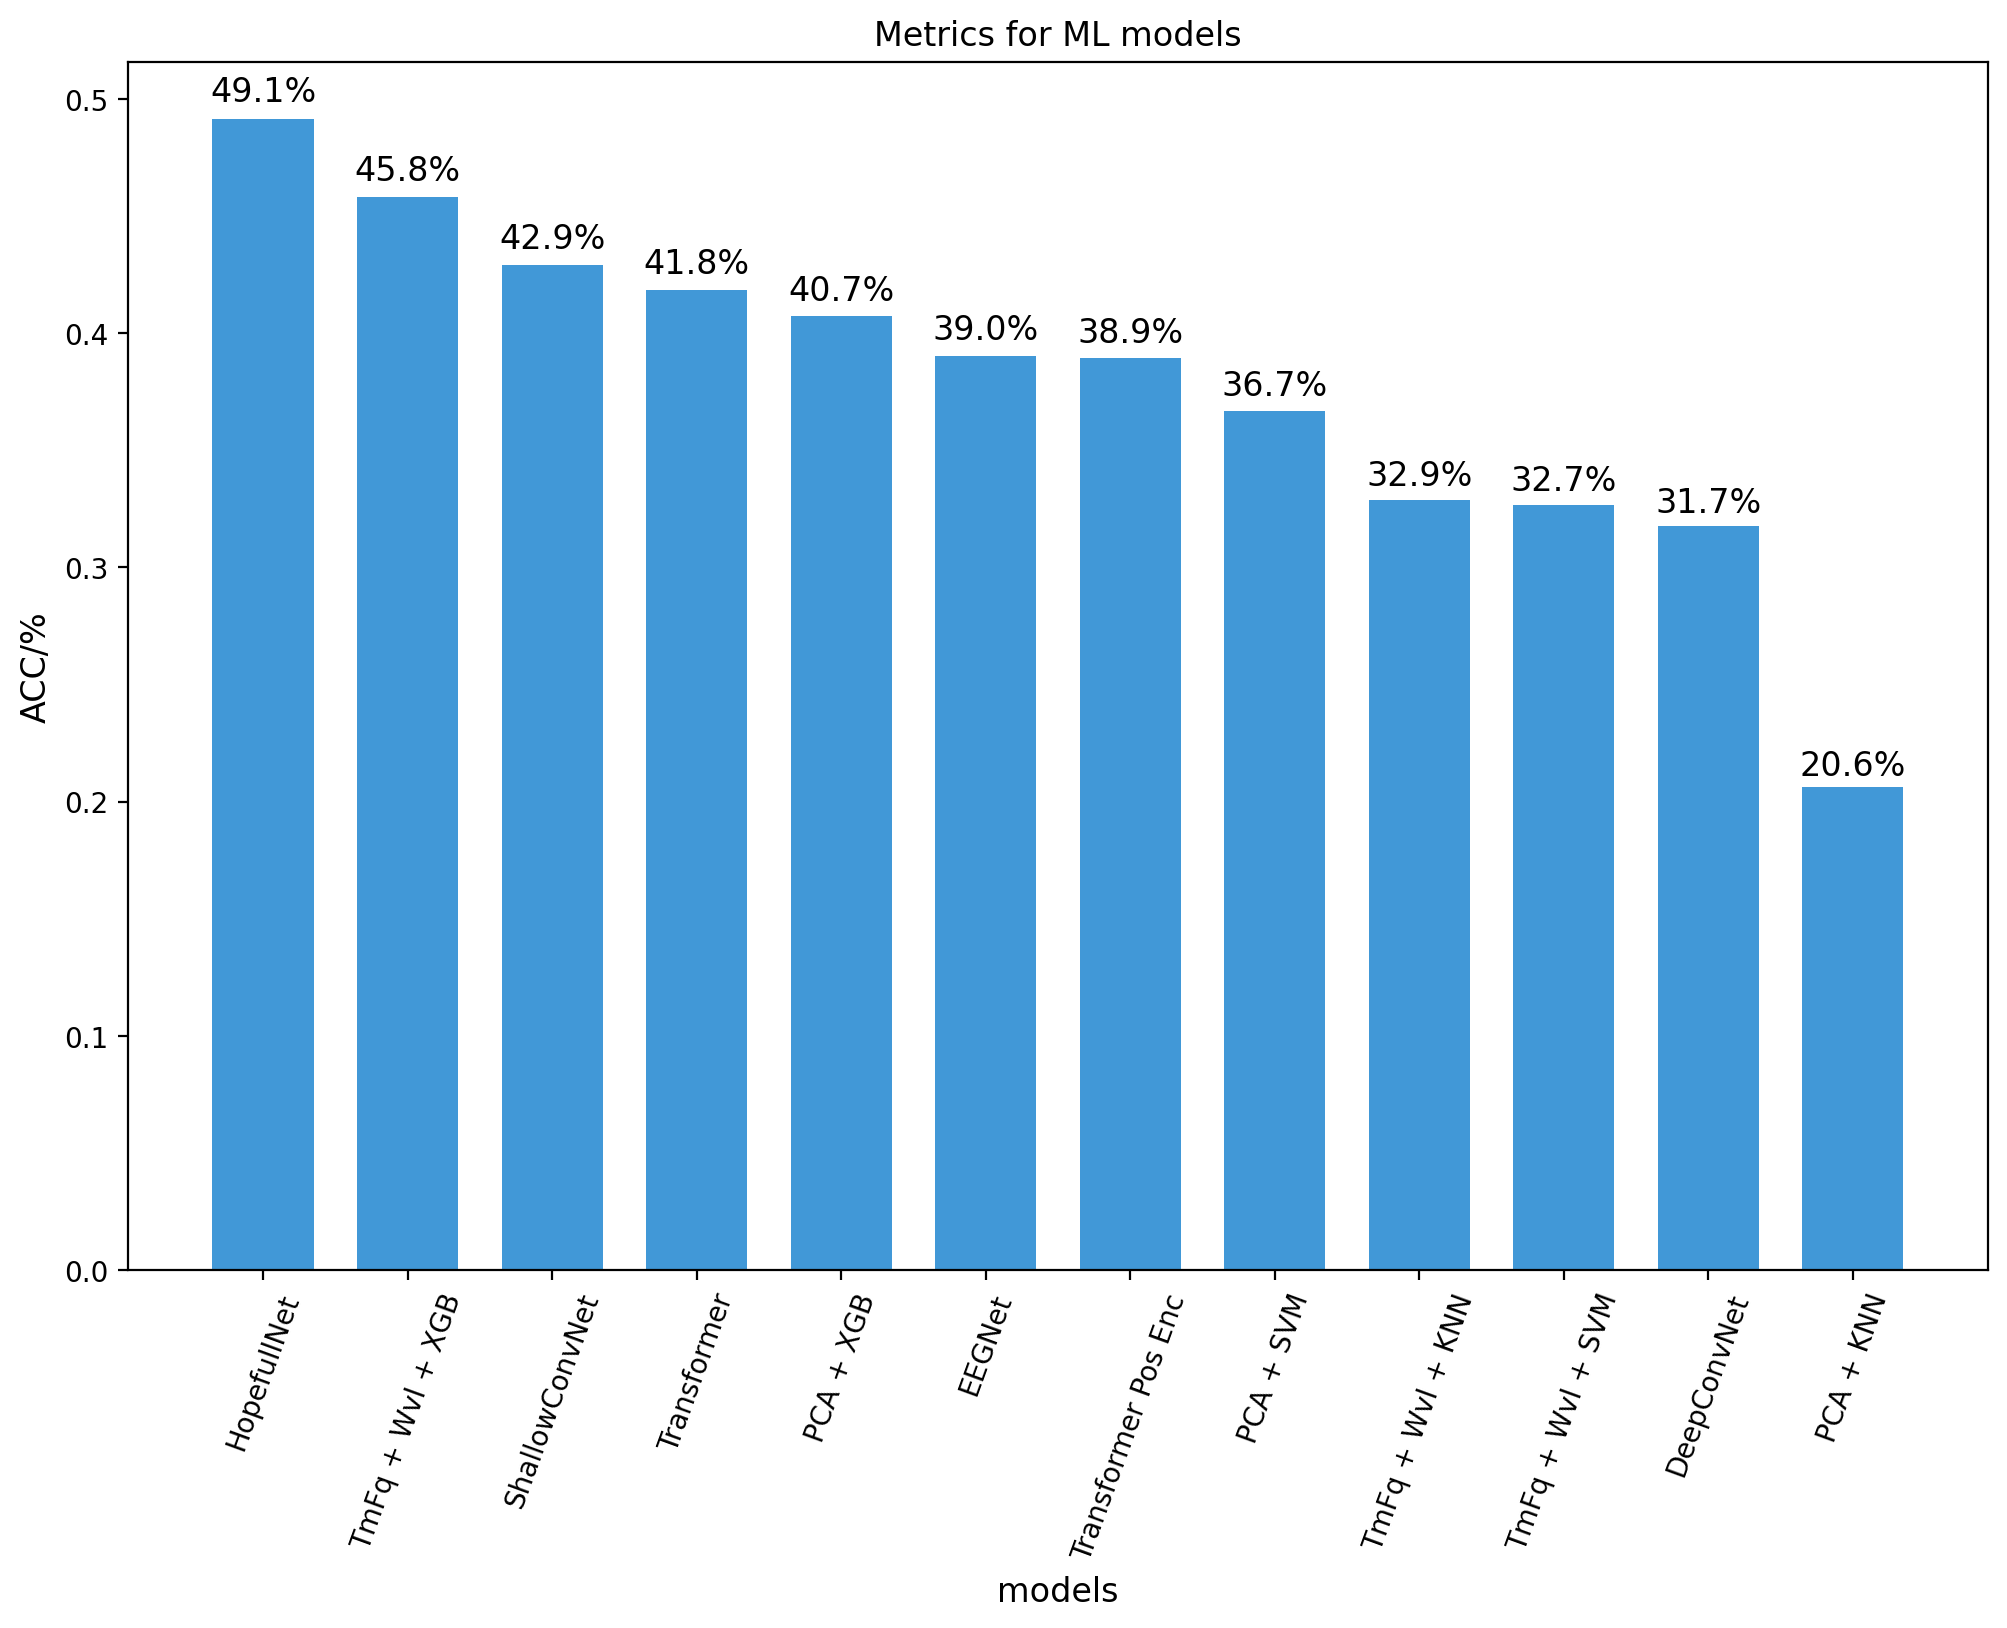 Metrics for ML models
49.1%
45.8%
42.9%
41.8%
40.7%
39.0%
38.9%
36.7%
32.9%
32.7%
31.7%
20.6%
0.5
0.4
0.3
0.2
0.1
0.0
ACC/%
HopefullNet
TmFq + Wvl + XGB
ShallowConvNet
Transformer
PCA + XGB
EEGNet
Transformer Pos Enc
PCA + SVM
TmFq + Wvl + KNN
TmFq + Wvl + SVM
DeepConvNet
PCA + KNN
models